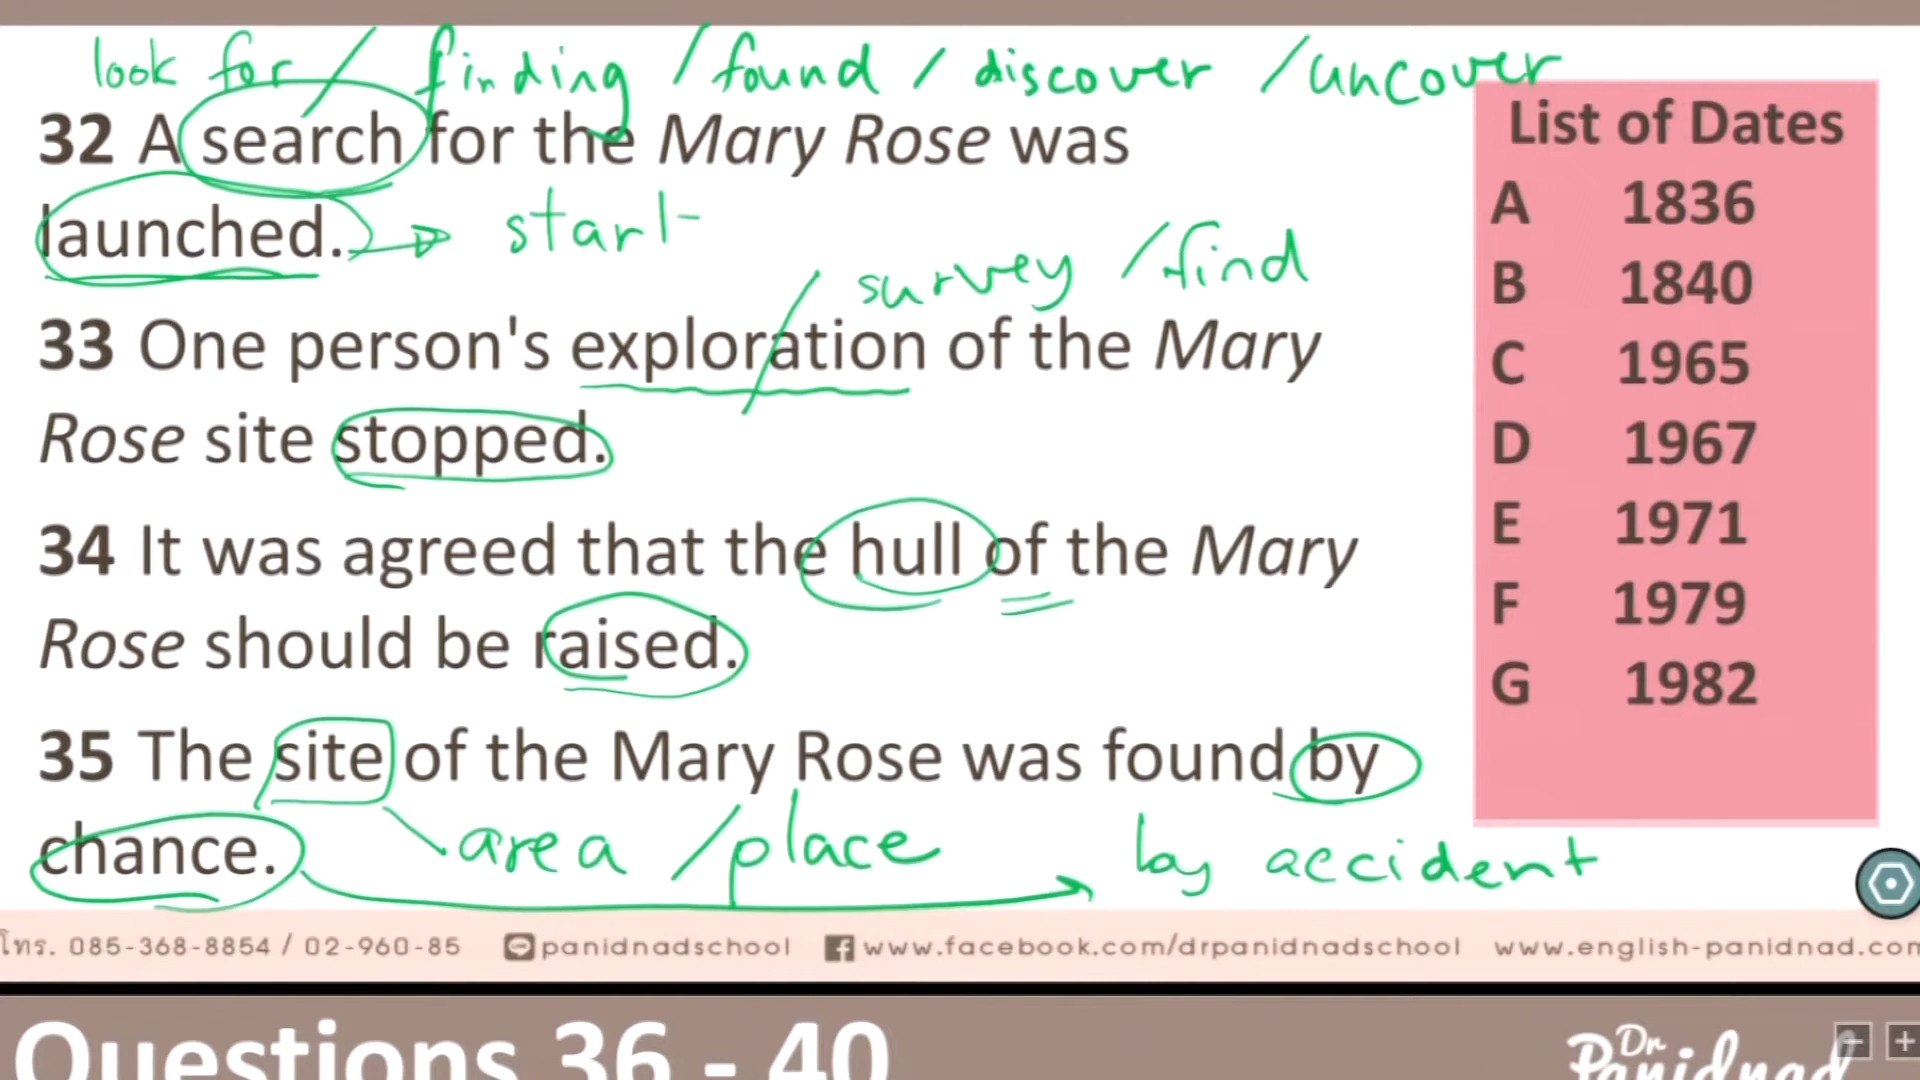 look for / finding / found / discover / uncover
32 A search for the Mary Rose was
launched. → start
survey / find
33 One person's exploration of the Mary
Rose site stopped.
34 It was agreed that the hull of the Mary
Rose should be raised.
35 The site of the Mary Rose was found by
chance. area / place by accident
List of Dates
A 1836
B 1840
C 1965
D 1967
E 1971
F 1979
G 1982
โทร. 085-368-8854 / 02-960-85 panidnadschool www.facebook.com/drpanidnadschool www.english-panidnad.com
Questions 36 - 40
Dr
Panidnad